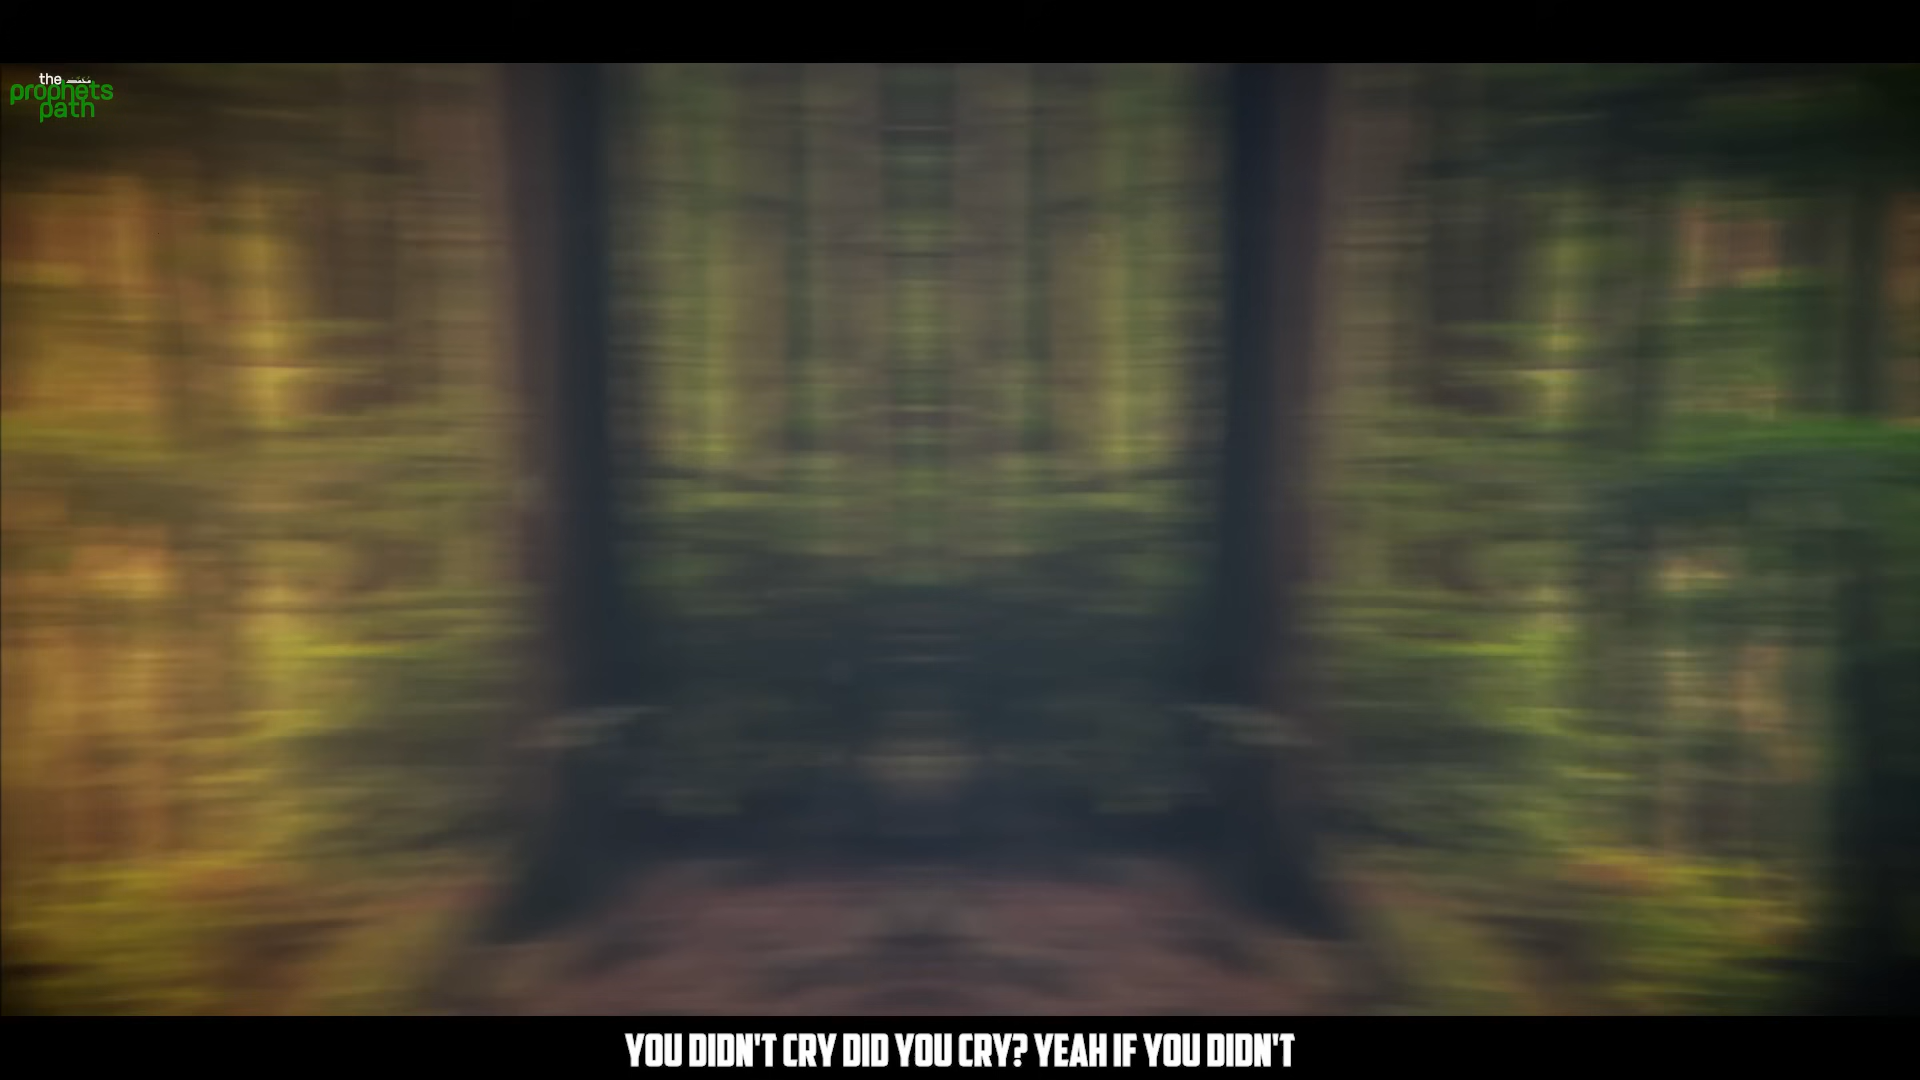 the
prophets
path
YOU DIDN'T CRY DID YOU CRY? YEAH IF YOU DIDN'T